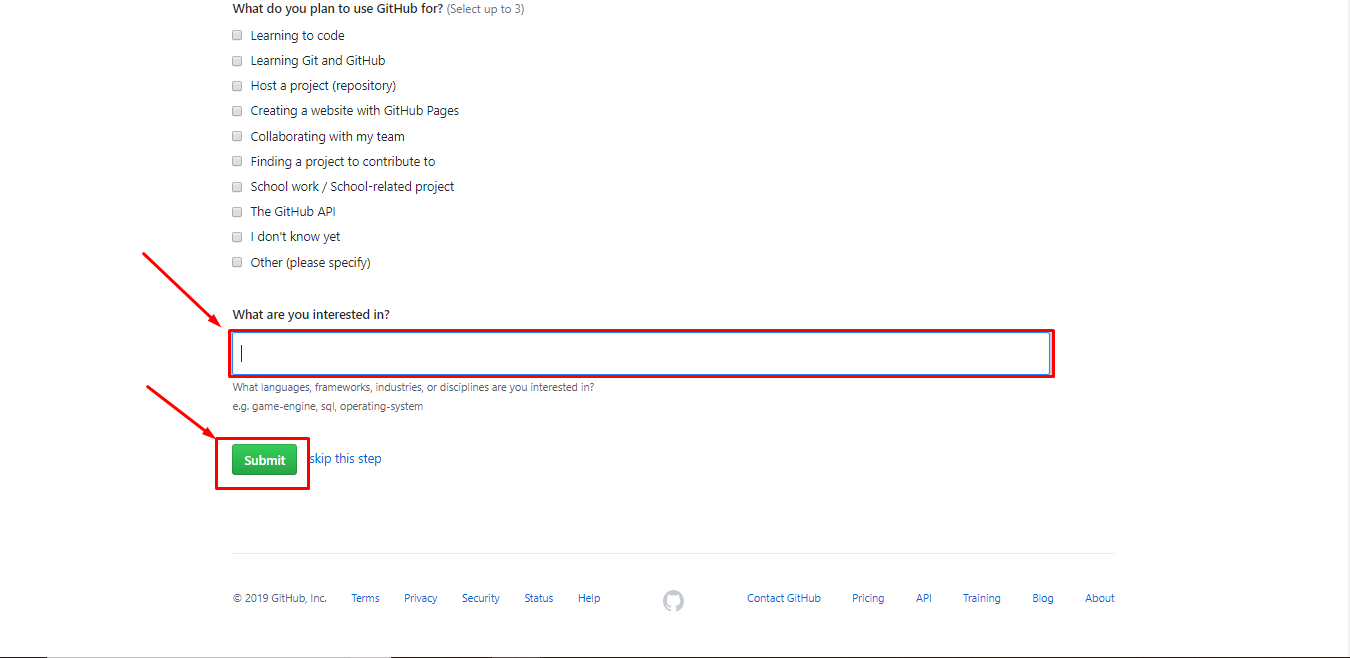 What do you plan to use GitHub for? (Select up to 3)
Learning to code
Learning Git and GitHub
Host a project (repository)
Creating a website with GitHub Pages
Collaborating with my team
Finding a project to contribute to
School work / School-related project
The GitHub API
I don't know yet
Other (please specify)
What are you interested in?
What languages, frameworks, industries, or disciplines are you interested in?
e.g. game-engine, sql, operating-system
Submit skip this step
© 2019 GitHub, Inc. Terms Privacy Security Status Help Contact GitHub Pricing API Training Blog About